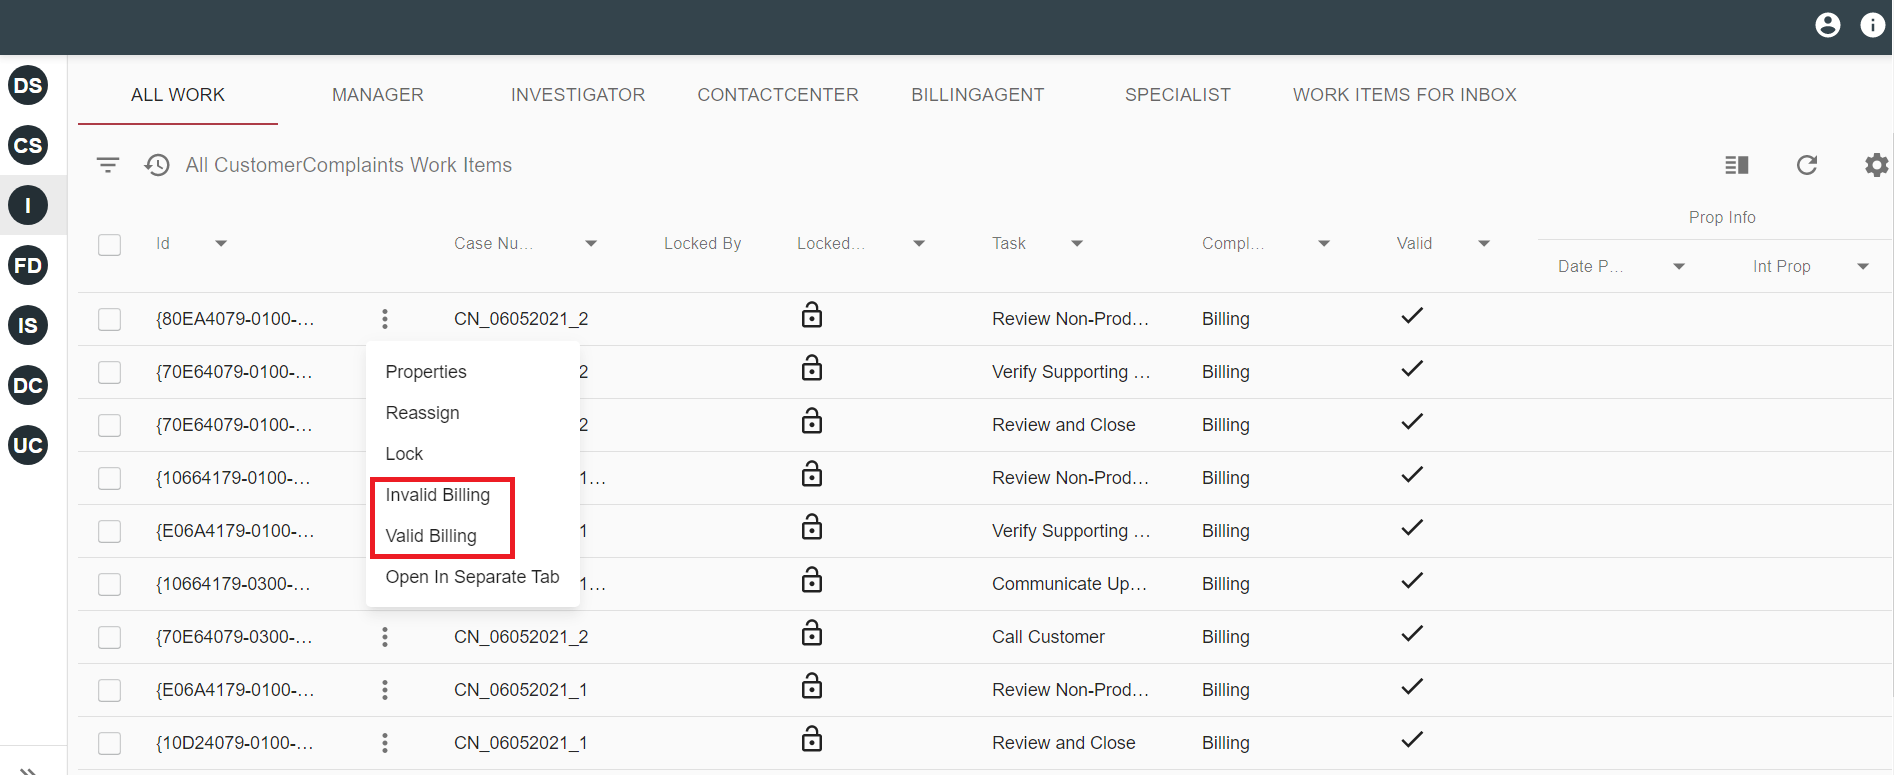 DS
CS
I
FD
IS
DC
UC
ALL WORK MANAGER INVESTIGATOR CONTACTCENTER BILLINGAGENT SPECIALIST WORK ITEMS FOR INBOX
All CustomerComplaints Work Items
Prop Info
Id Case Nu... Locked By Locked... Task Compl... Valid
Date P... Int Prop
{80EA4079-0100-... CN_06052021_2 Review Non-Prod... Billing
{70E64079-0100-... 2 Verify Supporting ... Billing
{70E64079-0100-... 2 Review and Close Billing
{10664179-0100-... 1... Review Non-Prod... Billing
{E06A4179-0100-... 1 Verify Supporting ... Billing
{10664179-0300-... 1... Communicate Up... Billing
{70E64079-0300-... CN_06052021_2 Call Customer Billing
{E06A4179-0100-... CN_06052021_1 Review Non-Prod... Billing
{10D24079-0100-... CN_06052021_1 Review and Close Billing
Properties
Reassign
Lock
Invalid Billing
Valid Billing
Open In Separate Tab